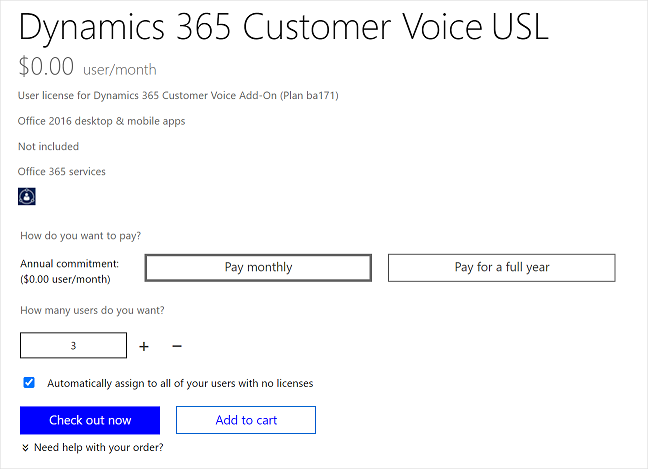 Dynamics 365 Customer Voice USL
$0.00 user/month
User license for Dynamics 365 Customer Voice Add-On (Plan ba171)
Office 2016 desktop & mobile apps
Not included
Office 365 services
How do you want to pay?
Annual commitment:
($0.00 user/month)
Pay monthly
Pay for a full year
How many users do you want?
3 + −
Automatically assign to all of your users with no licenses
Check out now
Add to cart
Need help with your order?